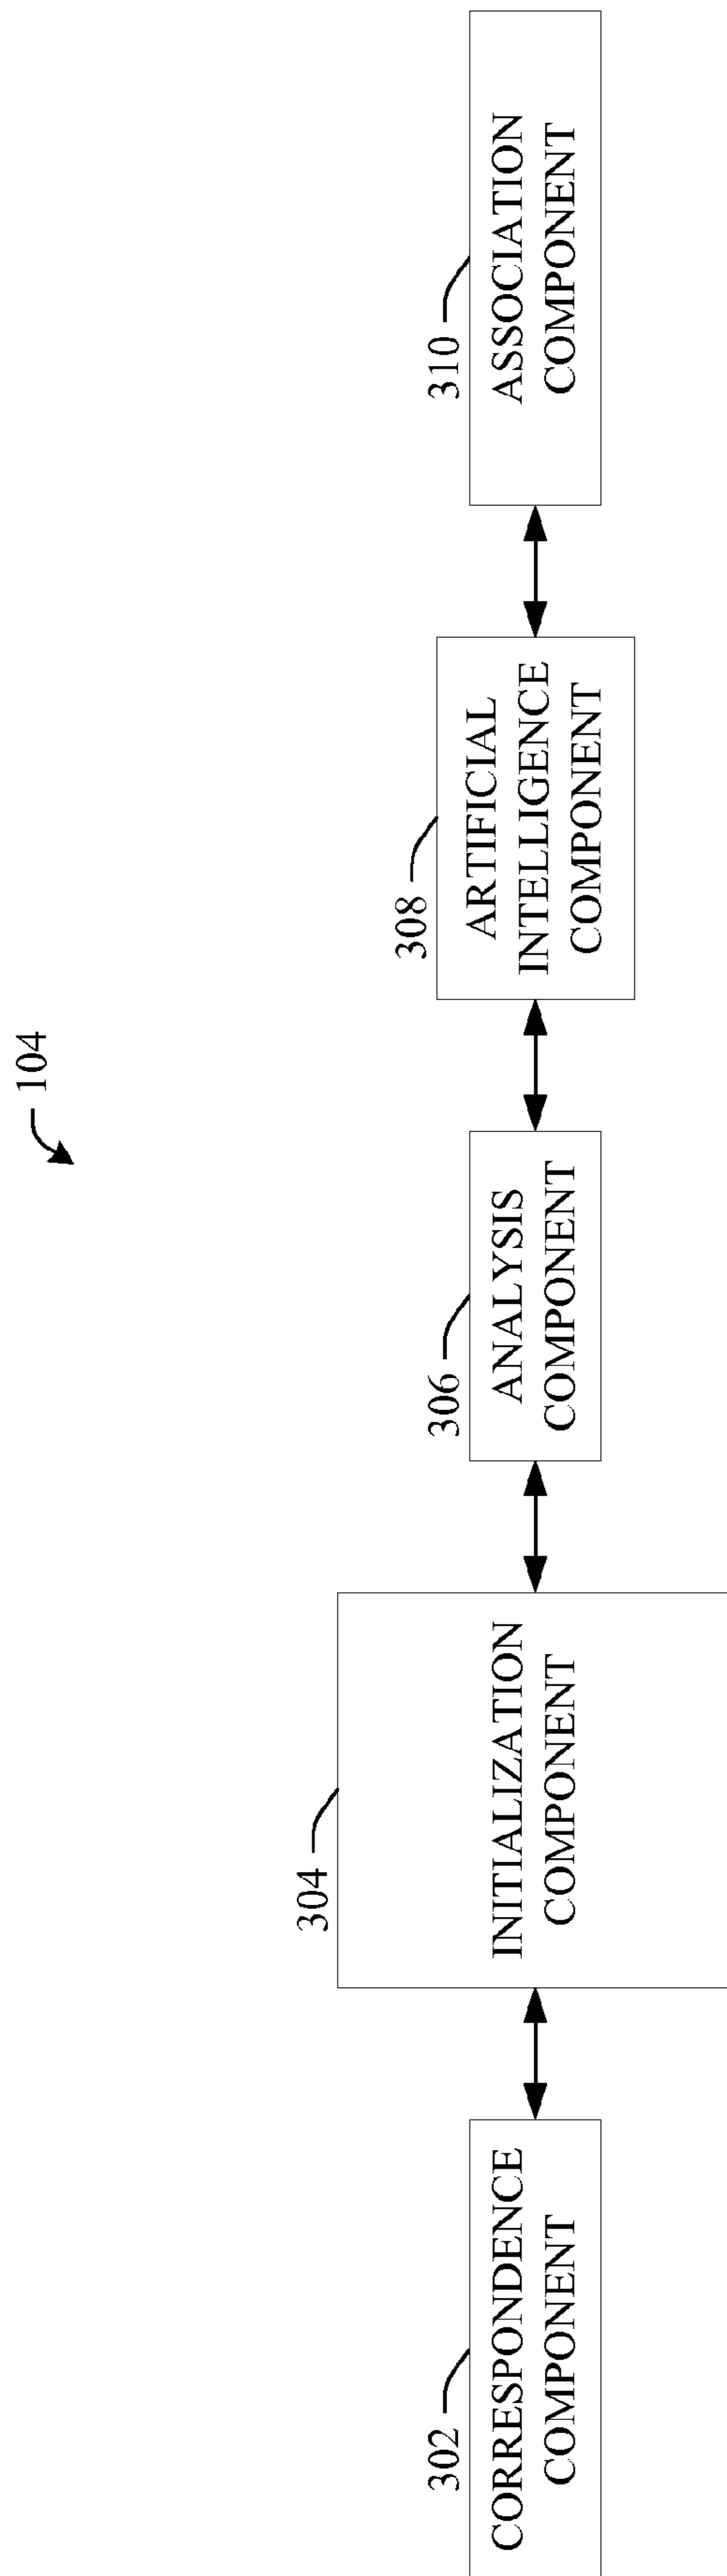 104
302
CORRESPONDENCE
COMPONENT
304
INITIALIZATION
COMPONENT
306
ANALYSIS
COMPONENT
308
ARTIFICIAL
INTELLIGENCE
COMPONENT
310
ASSOCIATION
COMPONENT